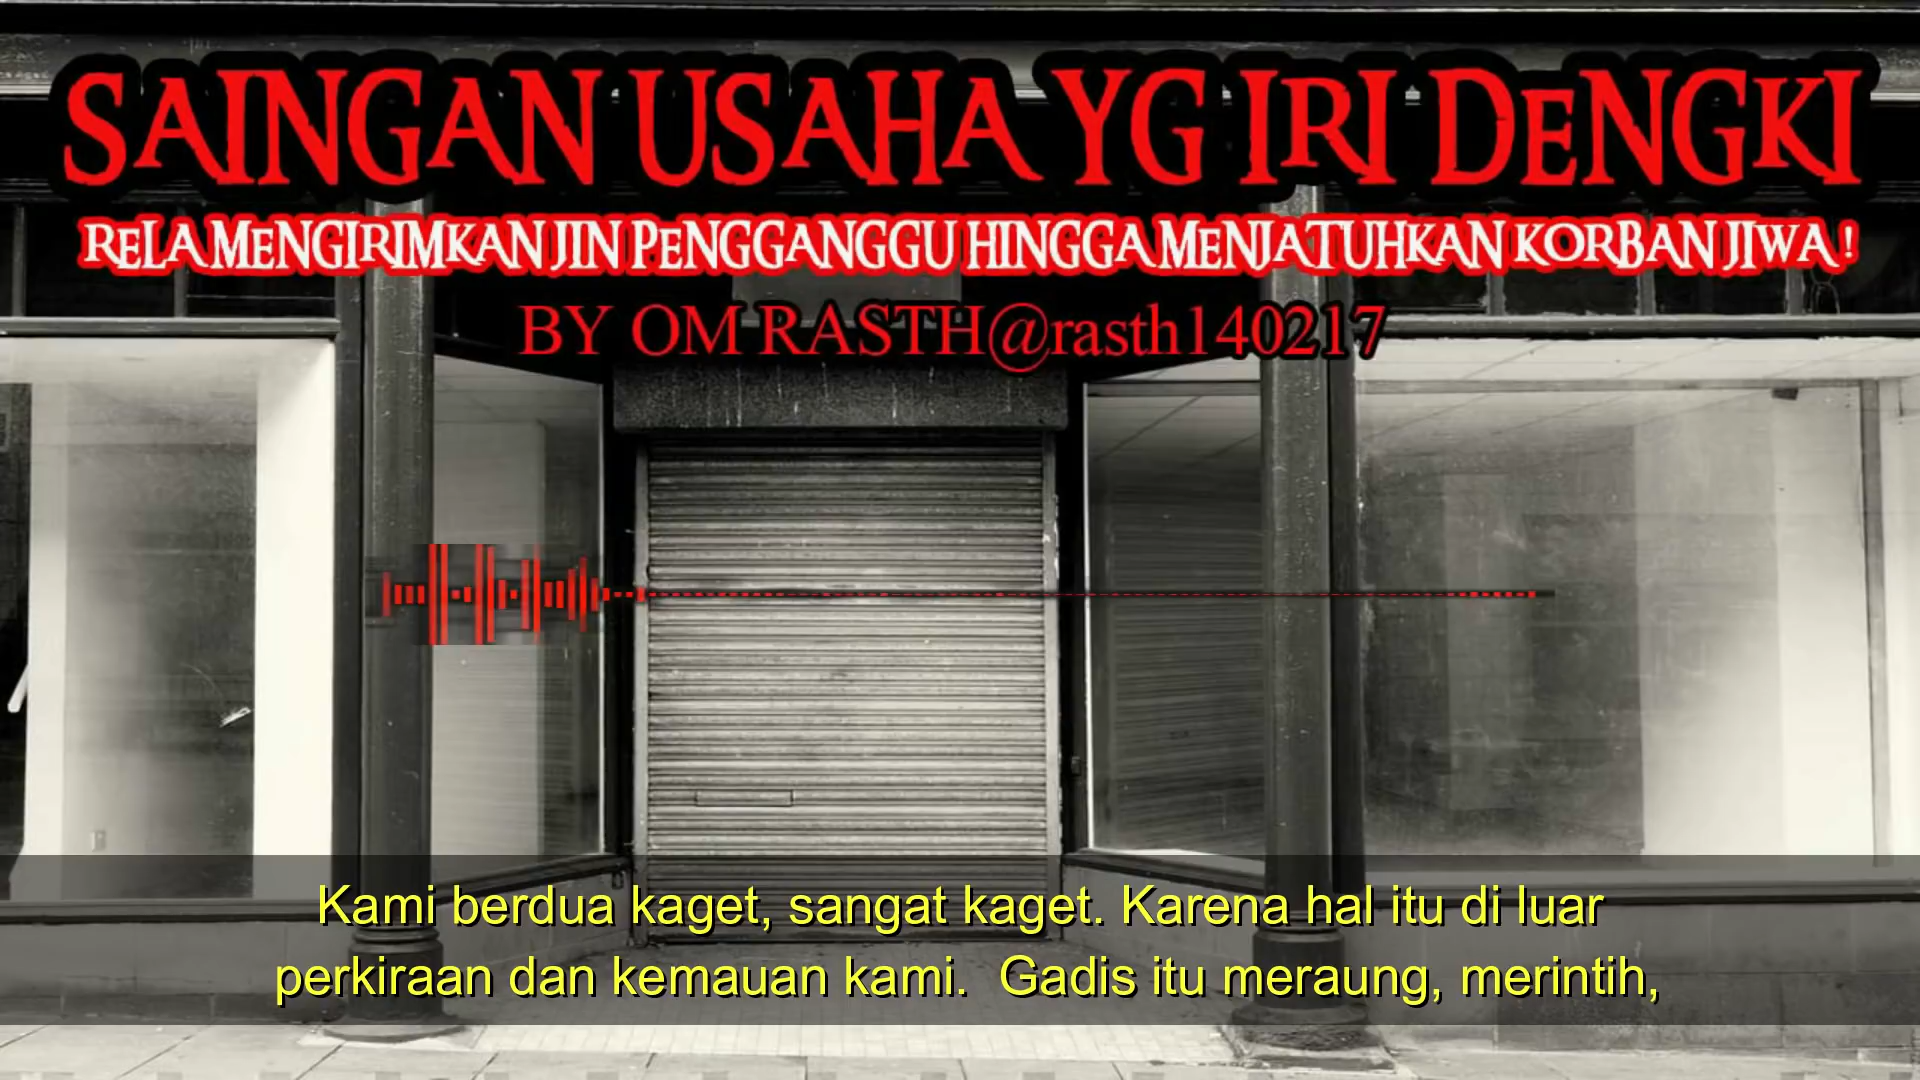 SAINGAN USAHA YG IRI DeNGKI
ReLA MeNGIRIMKAN JIN PeNGGANGGU HINGGA MeNJATUHKAN KORBAN JIWA !
BY OM RASTH@rasth140217
Kami berdua kaget, sangat kaget. Karena hal itu di luar
perkiraan dan kemauan kami.  Gadis itu meraung, merintih,